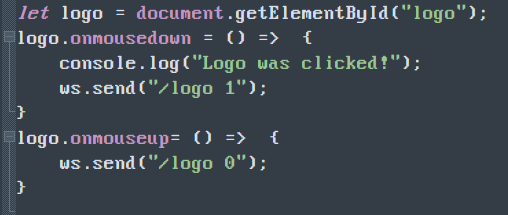 let logo = document.getElementById("logo");
logo.onmousedown = () =>  {
    console.log("Logo was clicked!");
    ws.send("/logo 1");
}
logo.onmouseup= () =>  {
    ws.send("/logo 0");
}